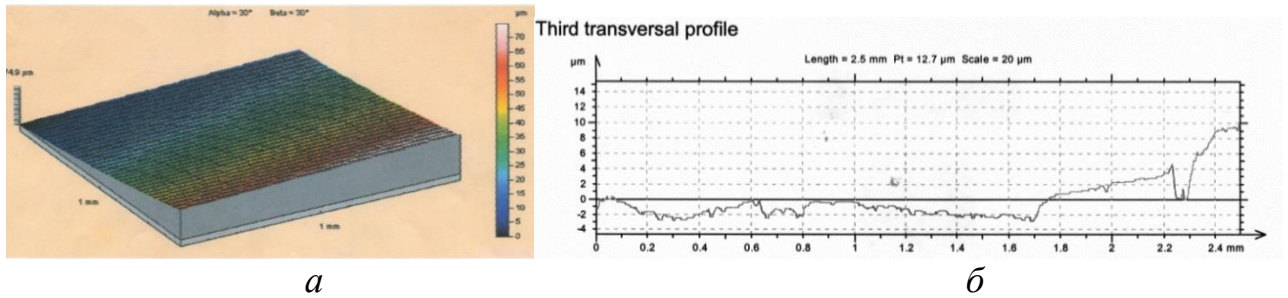 Alpha = 30° Beta = 30°
µm
70
65
60
55
50
45
40
35
30
25
20
15
10
5
0
74.9 µm
1 mm
1 mm
а
Third transversal profile
Length = 2.5 mm Pt = 12.7 µm Scale = 20 µm
µm
14
12
10
8
6
4
2
0
-2
-4
0 0.2 0.4 0.6 0.8 1 1.2 1.4 1.6 1.8 2 2.2 2.4 mm
б